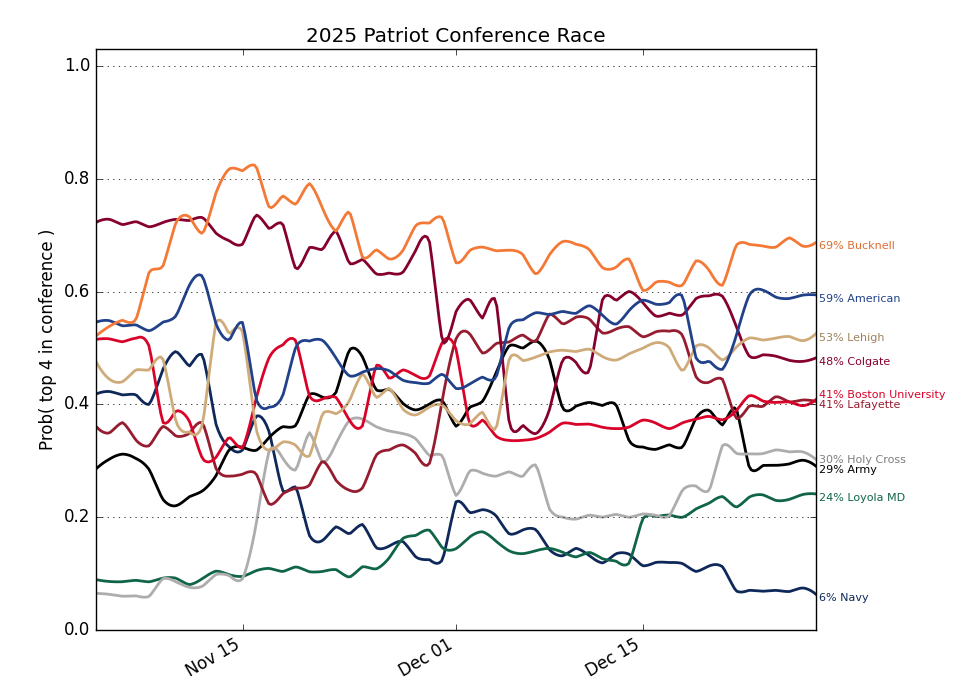 2025 Patriot Conference Race
Prob( top 4 in conference )
1.0
0.8
0.6
0.4
0.2
0.0
Nov 15
Dec 01
Dec 15
69% Bucknell
59% American
53% Lehigh
48% Colgate
41% Boston University
41% Lafayette
30% Holy Cross
29% Army
24% Loyola MD
6% Navy